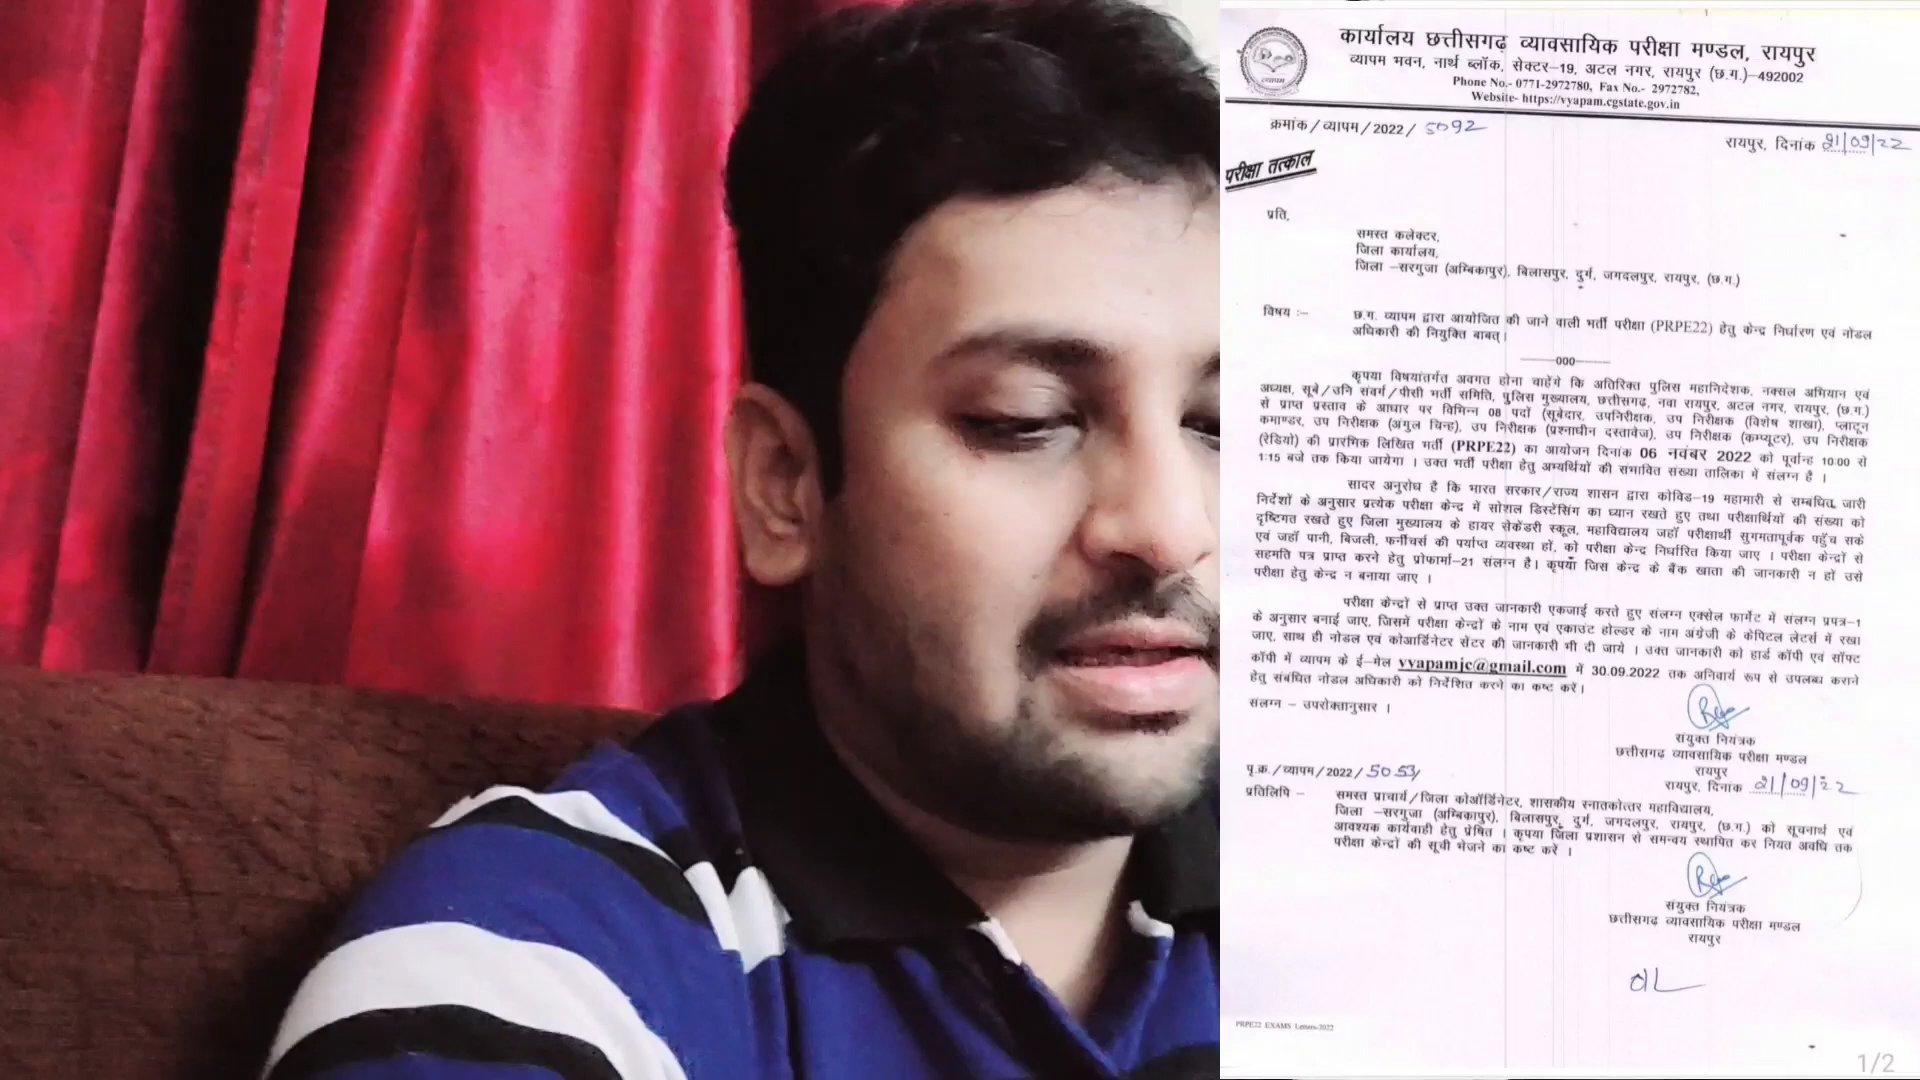 कार्यालय छत्तीसगढ़ व्यावसायिक परीक्षा मण्डल, रायपुर
व्यापम भवन, नार्थ ब्लॉक, सेक्टर–19, अटल नगर, रायपुर (छ.ग.)–492002
Phone No.- 0771-2972780, Fax No.- 2972782,
Website- https://vyapam.cgstate.gov.in
व्यापम
क्रमांक/व्यापम/2022/ 5092
रायपुर, दिनांक 21/09/22
परीक्षा तत्काल
प्रति,
समस्त कलेक्टर,
जिला कार्यालय,
जिला –सरगुजा (अम्बिकापुर), बिलासपुर, दुर्ग, जगदलपुर, रायपुर, (छ.ग.)
विषय :– छ.ग. व्यापम द्वारा आयोजित की जाने वाली भर्ती परीक्षा (PRPE22) हेतु केन्द्र निर्धारण एवं नोडल
अधिकारी की नियुक्ति बाबत्।
———000———
कृपया विषयांतर्गत अवगत होना चाहेंगे कि अतिरिक्त पुलिस महानिदेशक, नक्सल अभियान एवं
अध्यक्ष, सूबे/उनि संवर्ग/पीसी भर्ती समिति, पुलिस मुख्यालय, छत्तीसगढ़, नवा रायपुर, अटल नगर, रायपुर, (छ.ग.)
से प्राप्त प्रस्ताव के आधार पर विभिन्न 08 पदों (सूबेदार, उपनिरीक्षक, उप निरीक्षक (विशेष शाखा), प्लाटून
कमाण्डर, उप निरीक्षक (अंगुल चिन्ह), उप निरीक्षक (प्रश्नाधीन दस्तावेज), उप निरीक्षक (कम्प्यूटर), उप निरीक्षक
(रेडियो) की प्रारंभिक लिखित भर्ती (PRPE22) का आयोजन दिनांक 06 नवंबर 2022 को पूर्वान्ह 10:00 से
1:15 बजे तक किया जायेगा । उक्त भर्ती परीक्षा हेतु अभ्यर्थियों की संभावित संख्या तालिका में संलग्न है ।
सादर अनुरोध है कि भारत सरकार/राज्य शासन द्वारा कोविड–19 महामारी से सम्बंधित जारी
निर्देशों के अनुसार प्रत्येक परीक्षा केन्द्र में सोशल डिस्टेंसिंग का ध्यान रखते हुए तथा परीक्षार्थियों की संख्या को
दृष्टिगत रखते हुए जिला मुख्यालय के हायर सेकेंडरी स्कूल, महाविद्यालय जहाँ परीक्षार्थी सुगमतापूर्वक पहुँच सके
एवं जहाँ पानी, बिजली, फर्नीचर्स की पर्याप्त व्यवस्था हों, को परीक्षा केन्द्र निर्धारित किया जाए । परीक्षा केन्द्रों से
सहमति पत्र प्राप्त करने हेतु प्रोफार्मा–21 संलग्न है। कृपया जिस केन्द्र के बैंक खाता की जानकारी न हों उसे
परीक्षा हेतु केन्द्र न बनाया जाए ।
परीक्षा केन्द्रों से प्राप्त उक्त जानकारी एकजाई करते हुए संलग्न एक्सेल फार्मेट में संलग्न प्रपत्र–1
के अनुसार बनाई जाए, जिसमें परीक्षा केन्द्रों के नाम एवं एकाउंट होल्डर के नाम अंग्रेजी के केपिटल लेटर्स में रखा
जाए, साथ ही नोडल एवं कोआर्डिनेटर सेंटर की जानकारी भी दी जाये । उक्त जानकारी को हार्ड कॉपी एवं सॉफ्ट
कॉपी में व्यापम के ई–मेल vyapamjc@gmail.com में 30.09.2022 तक अनिवार्य रूप से उपलब्ध कराने
हेतु संबंधित नोडल अधिकारी को निर्देशित करने का कष्ट करें।
संलग्न – उपरोक्तानुसार ।
संयुक्त नियंत्रक
छत्तीसगढ़ व्यावसायिक परीक्षा मण्डल
रायपुर
पृ.क्र./व्यापम/2022/ 5053
रायपुर, दिनांक 21/09/22
प्रतिलिपि – समस्त प्राचार्य/जिला कोऑर्डिनेटर, शासकीय स्नातकोत्तर महाविद्यालय,
जिला –सरगुजा (अम्बिकापुर), बिलासपुर, दुर्ग, जगदलपुर, रायपुर, (छ.ग.) को सूचनार्थ एवं
आवश्यक कार्यवाही हेतु प्रेषित । कृपया जिला प्रशासन से समन्वय स्थापित कर नियत अवधि तक
परीक्षा केन्द्रों की सूची भेजने का कष्ट करें ।
संयुक्त नियंत्रक
छत्तीसगढ़ व्यावसायिक परीक्षा मण्डल
रायपुर
PRPE22 EXAMS Letters-2022
1/2